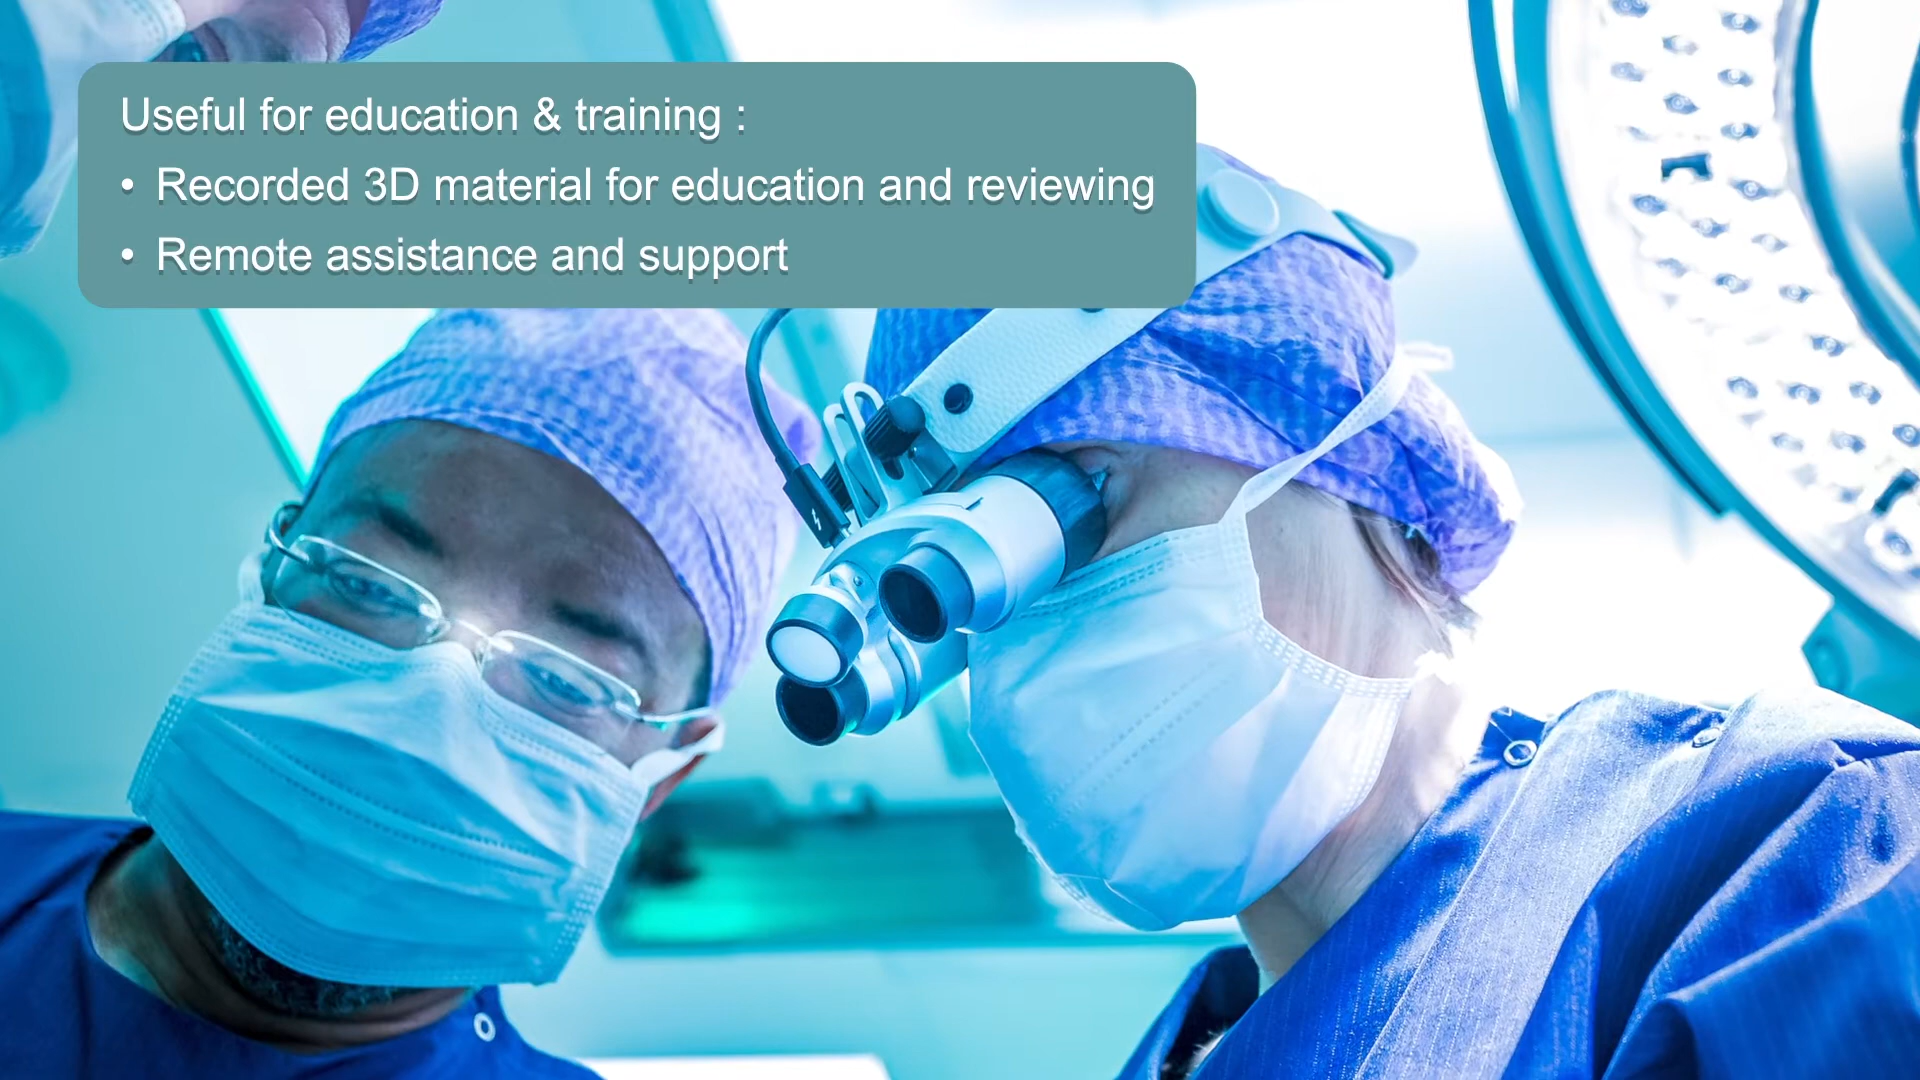 Useful for education & training :
• Recorded 3D material for education and reviewing
• Remote assistance and support